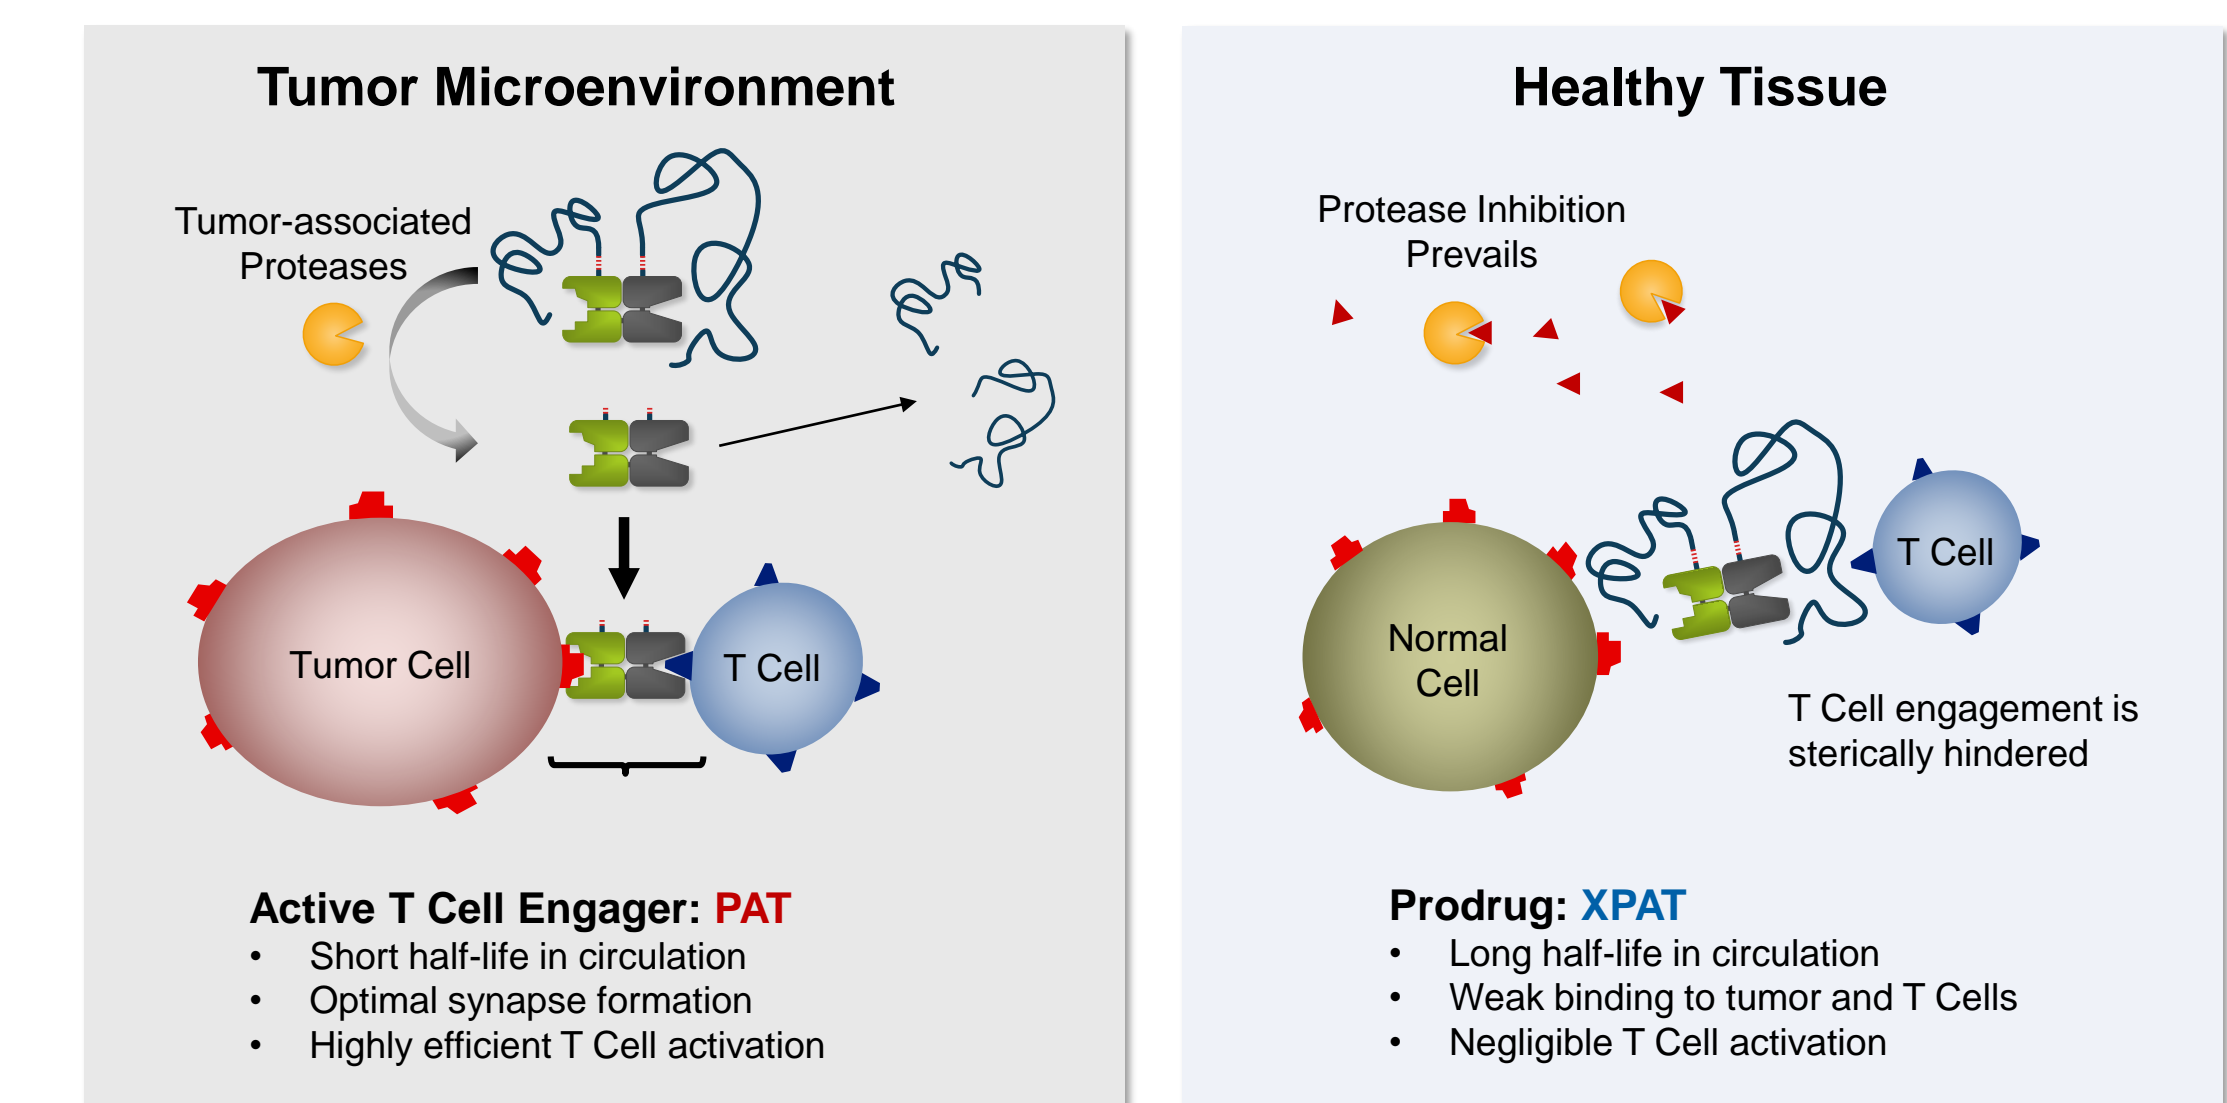 Tumor Microenvironment
Tumor-associated
Proteases
Tumor Cell
T Cell
Active T Cell Engager: PAT
• Short half-life in circulation
• Optimal synapse formation
• Highly efficient T Cell activation
Healthy Tissue
Protease Inhibition
Prevails
T Cell
Normal
Cell
T Cell engagement is
sterically hindered
Prodrug: XPAT
• Long half-life in circulation
• Weak binding to tumor and T Cells
• Negligible T Cell activation